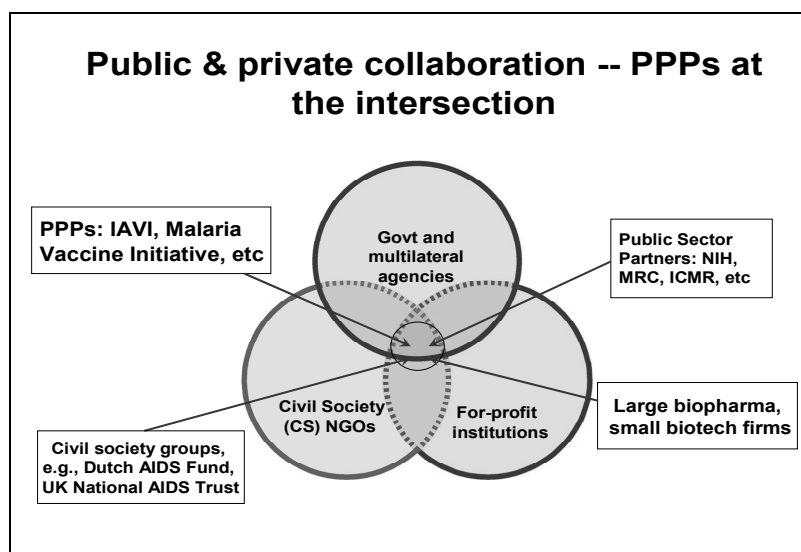 Public & private collaboration -- PPPs at
the intersection
PPPs: IAVI, Malaria
Vaccine Initiative, etc
Govt and
multilateral
agencies
Public Sector
Partners: NIH,
MRC, ICMR, etc
Civil Society
(CS) NGOs
For-profit
institutions
Large biopharma,
small biotech firms
Civil society groups,
e.g., Dutch AIDS Fund,
UK National AIDS Trust